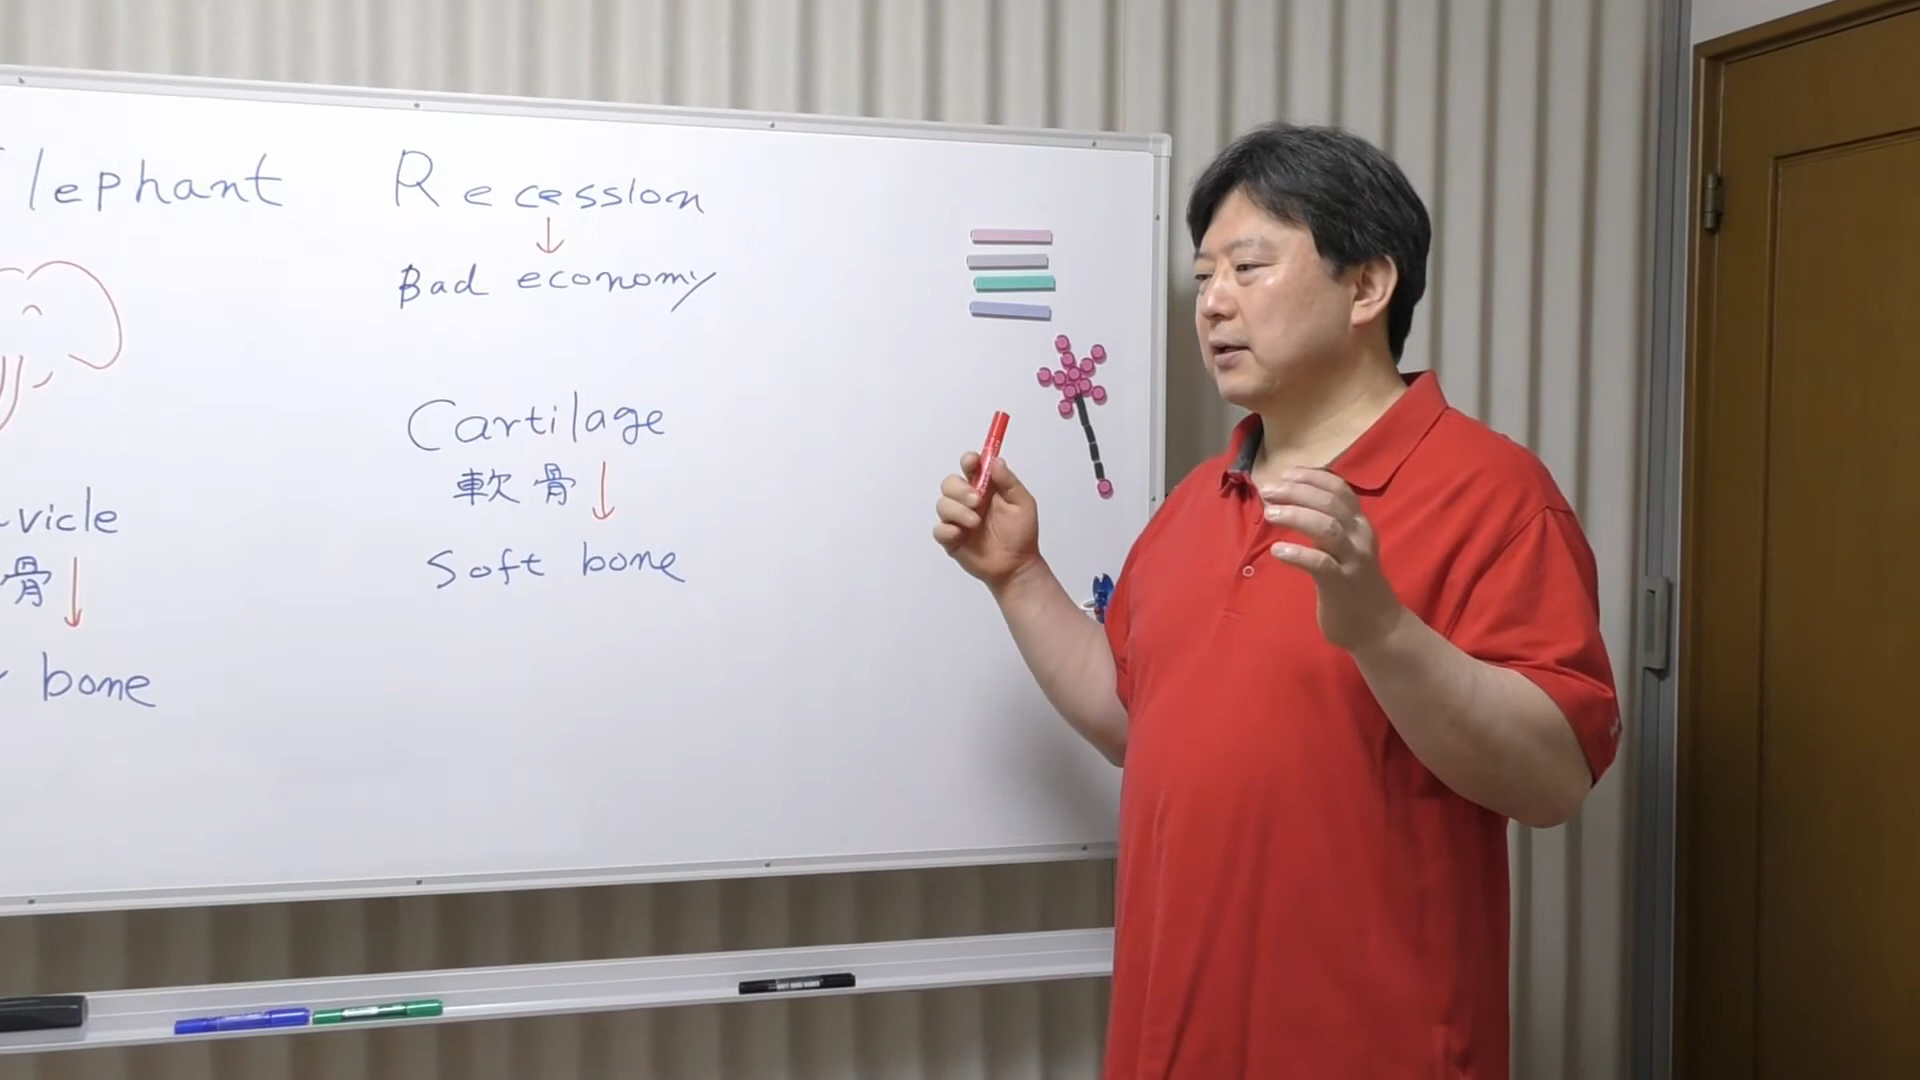 lephant
vicle
骨
bone
Recession
Bad economy
Cartilage
軟骨
Soft bone